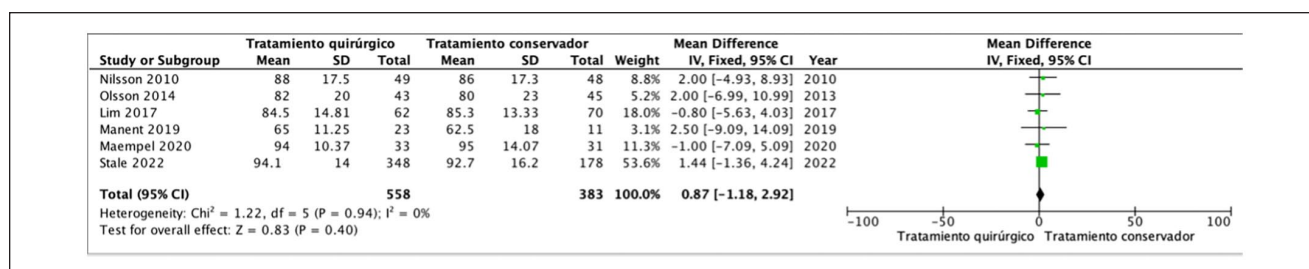 Tratamiento quirúrgico Tratamiento conservador Mean Difference Mean Difference
Study or Subgroup Mean SD Total Mean SD Total Weight IV, Fixed, 95% CI Year IV, Fixed, 95% CI
Nilsson 2010 88 17.5 49 86 17.3 48 8.8% 2.00 [-4.93, 8.93] 2010
Olsson 2014 82 20 43 80 23 45 5.2% 2.00 [-6.99, 10.99] 2013
Lim 2017 84.5 14.81 62 85.3 13.33 70 18.0% -0.80 [-5.63, 4.03] 2017
Manent 2019 65 11.25 23 62.5 18 11 3.1% 2.50 [-9.09, 14.09] 2019
Maempel 2020 94 10.37 33 95 14.07 31 11.3% -1.00 [-7.09, 5.09] 2020
Stale 2022 94.1 14 348 92.7 16.2 178 53.6% 1.44 [-1.36, 4.24] 2022
Total (95% CI) 558 383 100.0% 0.87 [-1.18, 2.92]
Heterogeneity: Chi² = 1.22, df = 5 (P = 0.94); I² = 0%
Test for overall effect: Z = 0.83 (P = 0.40)
-100 -50 0 50 100
Tratamiento quirúrgico Tratamiento conservador